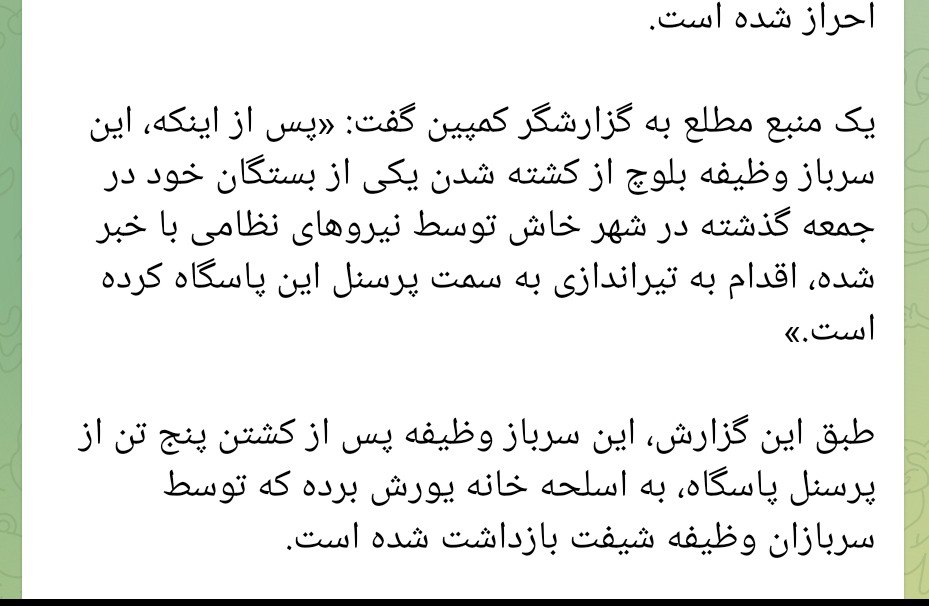 احراز شده است.
یک منبع مطلع به گزارشگر کمپین گفت: «پس از اینکه، این
سرباز وظیفه بلوچ از کشته شدن یکی از بستگان خود در
جمعه گذشته در شهر خاش توسط نیروهای نظامی با خبر
شده، اقدام به تیراندازی به سمت پرسنل این پاسگاه کرده
است.»
طبق این گزارش، این سرباز وظیفه پس از کشتن پنج تن از
پرسنل پاسگاه، به اسلحه خانه یورش برده که توسط
سربازان وظیفه شیفت بازداشت شده است.